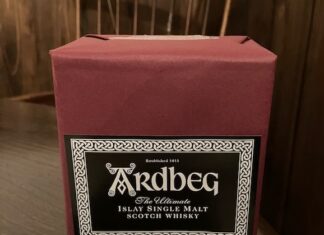 Established 1815
ARDBEG
The Ultimate
ISLAY SINGLE MALT
SCOTCH WHISKY